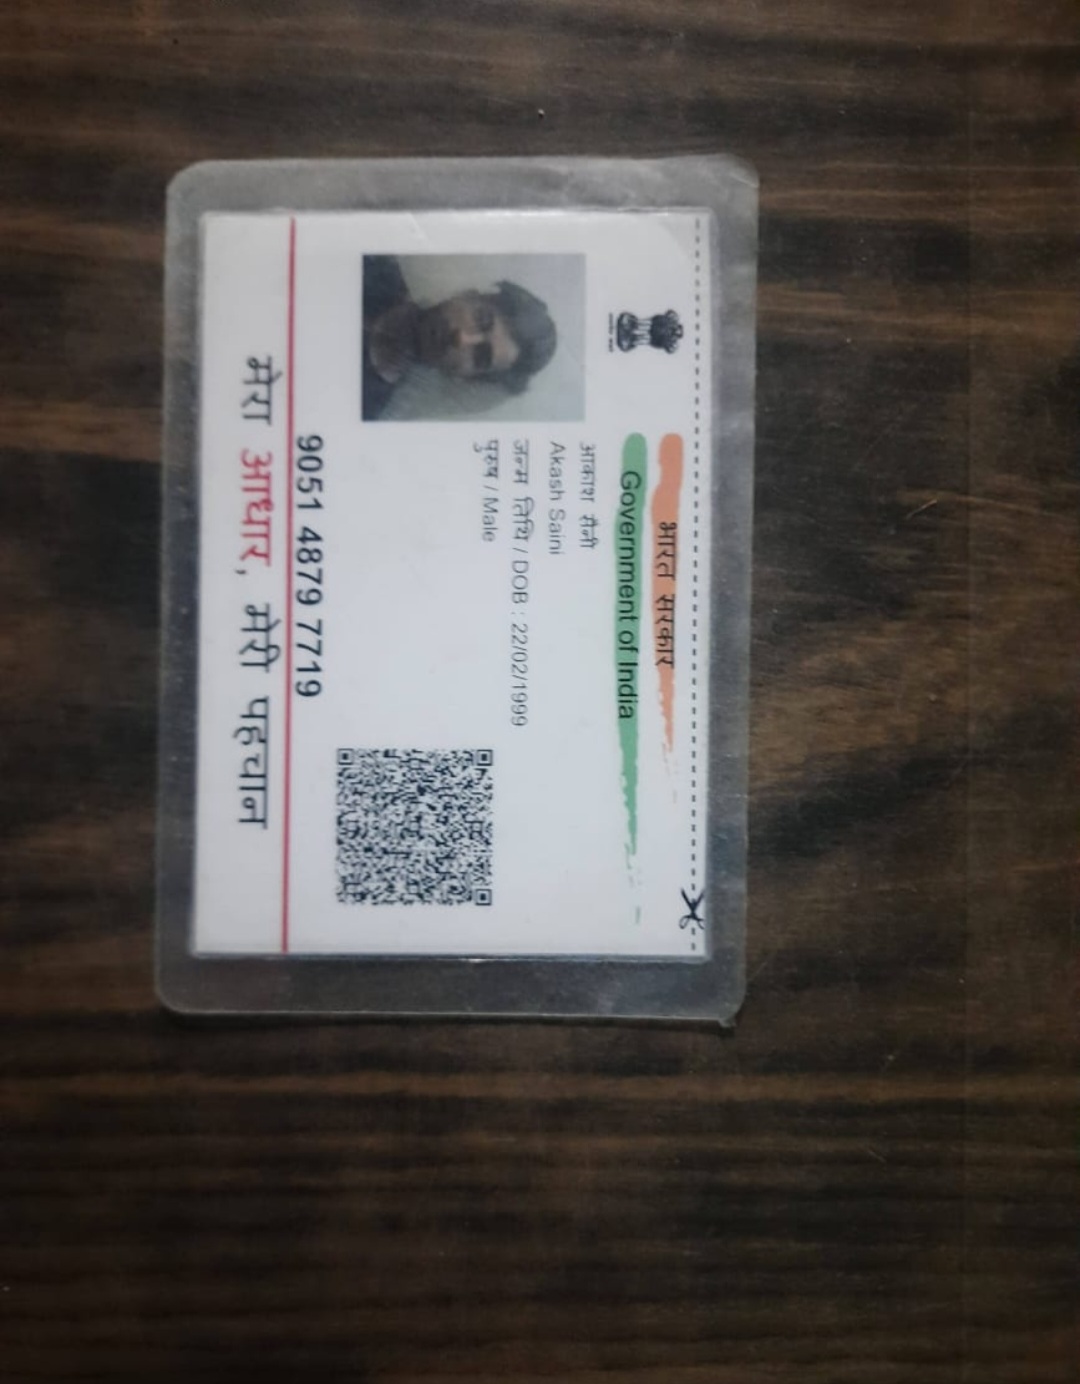 भारत सरकार
Government of India
आकाश सैनी
Akash Saini
जन्म तिथि / DOB : 22/02/1999
पुरुष / Male
9051 4879 7719
मेरा आधार, मेरी पहचान